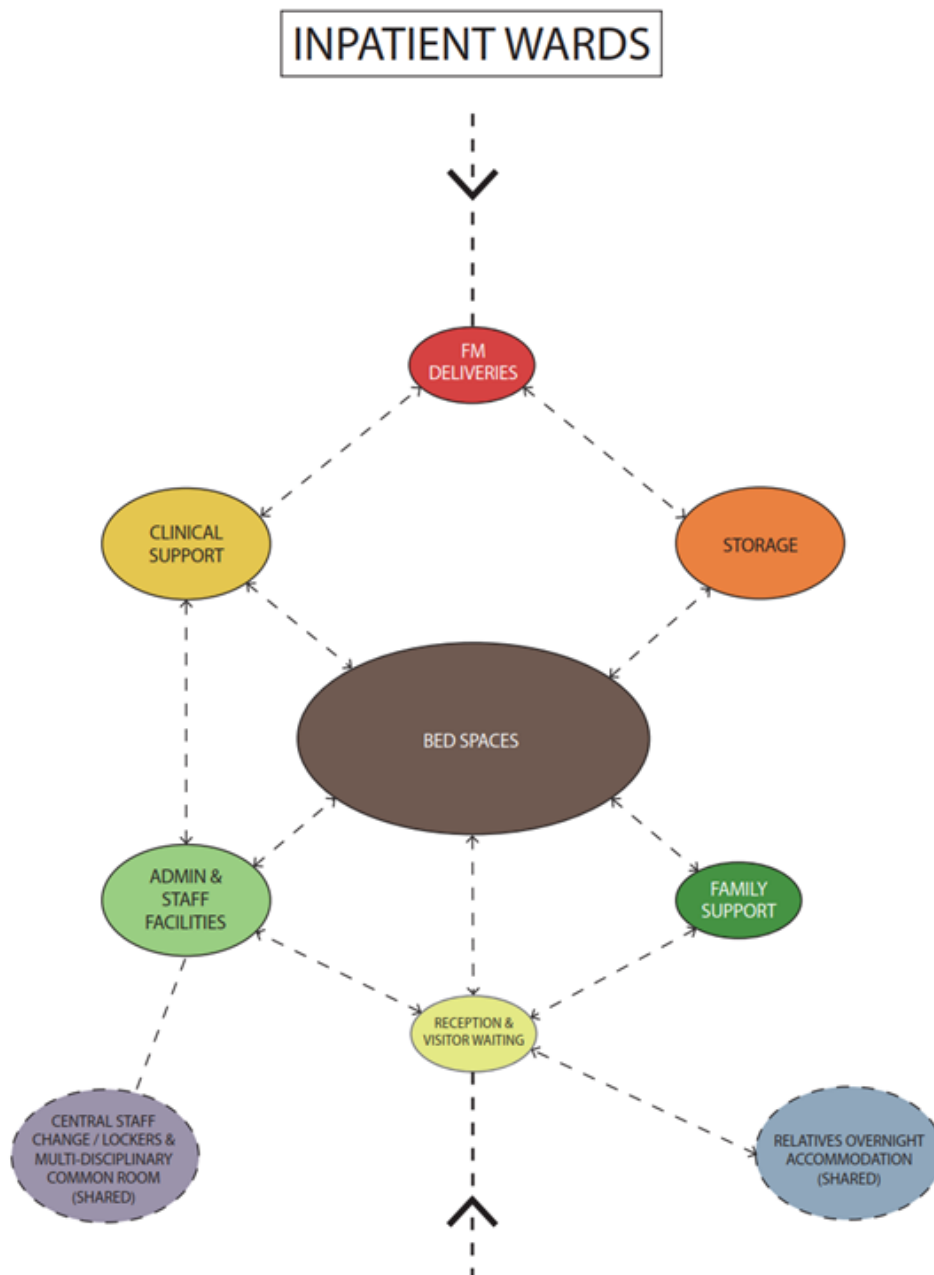 INPATIENT WARDS
FM
DELIVERIES
CLINICAL
SUPPORT
STORAGE
BED SPACES
ADMIN &
STAFF
FACILITIES
FAMILY
SUPPORT
RECEPTION &
VISITOR WAITING
CENTRAL STAFF
CHANGE / LOCKERS &
MULTI-DISCIPLINARY
COMMON ROOM
(SHARED)
RELATIVES OVERNIGHT
ACCOMMODATION
(SHARED)